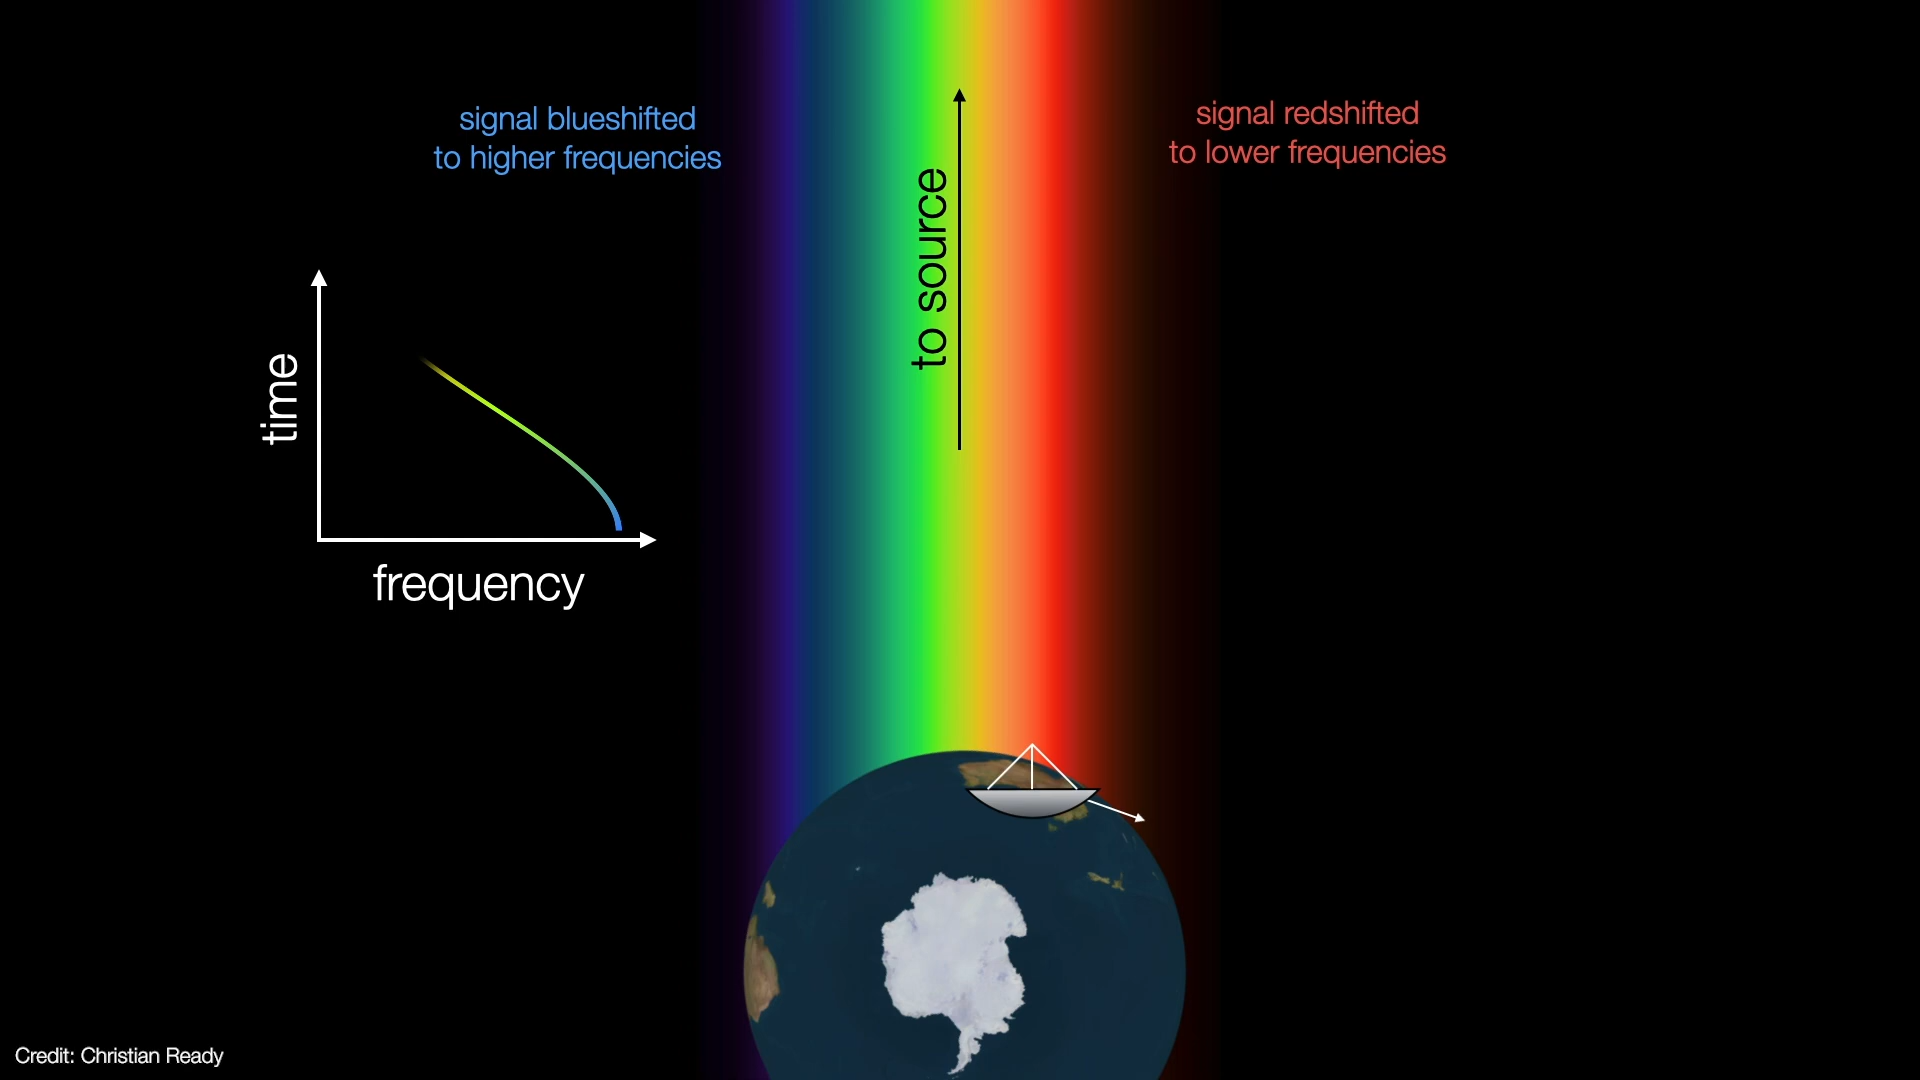 signal blueshifted
to higher frequencies
to source
signal redshifted
to lower frequencies
time
frequency
Credit: Christian Ready